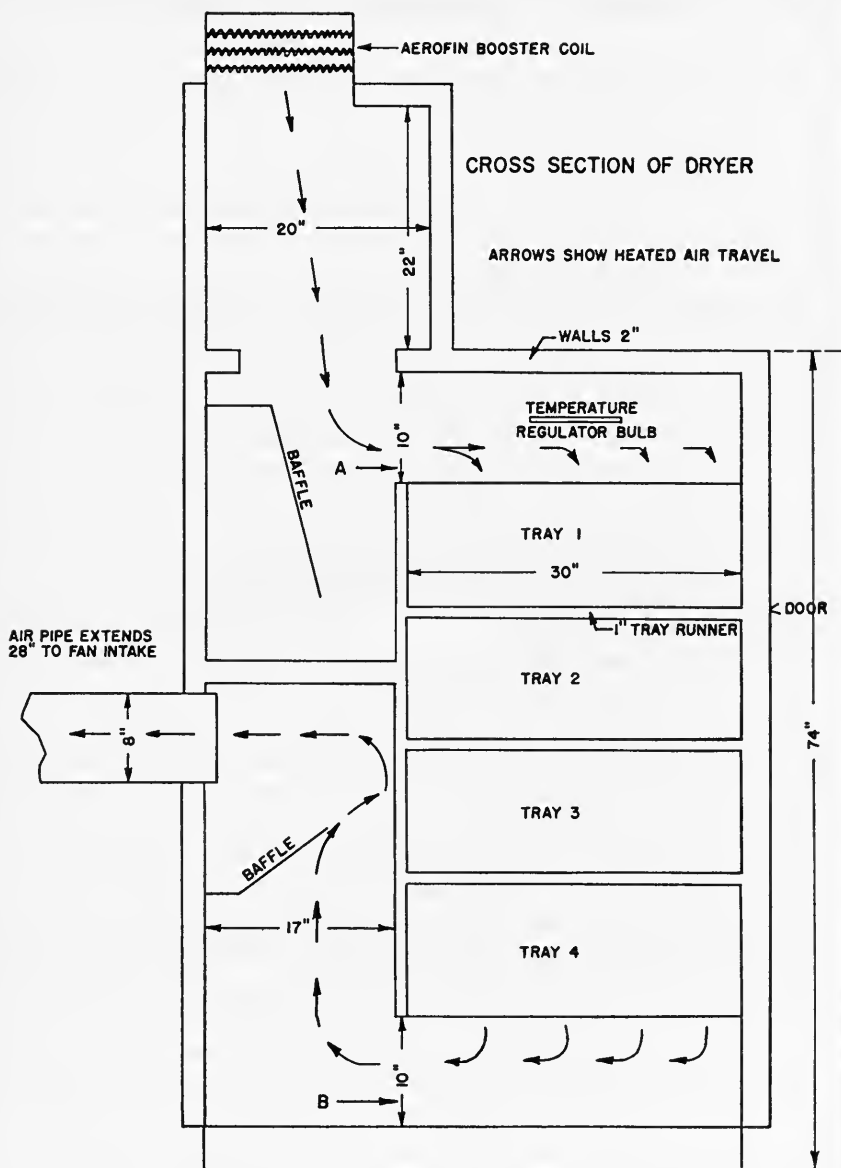 AEROFIN BOOSTER COIL
CROSS SECTION OF DRYER
20"
22"
ARROWS SHOW HEATED AIR TRAVEL
WALLS 2"
TEMPERATURE
REGULATOR BULB
10"
A
BAFFLE
TRAY 1
30"
DOOR
1" TRAY RUNNER
AIR PIPE EXTENDS
28" TO FAN INTAKE
TRAY 2
8"
74"
TRAY 3
BAFFLE
17"
TRAY 4
10"
B